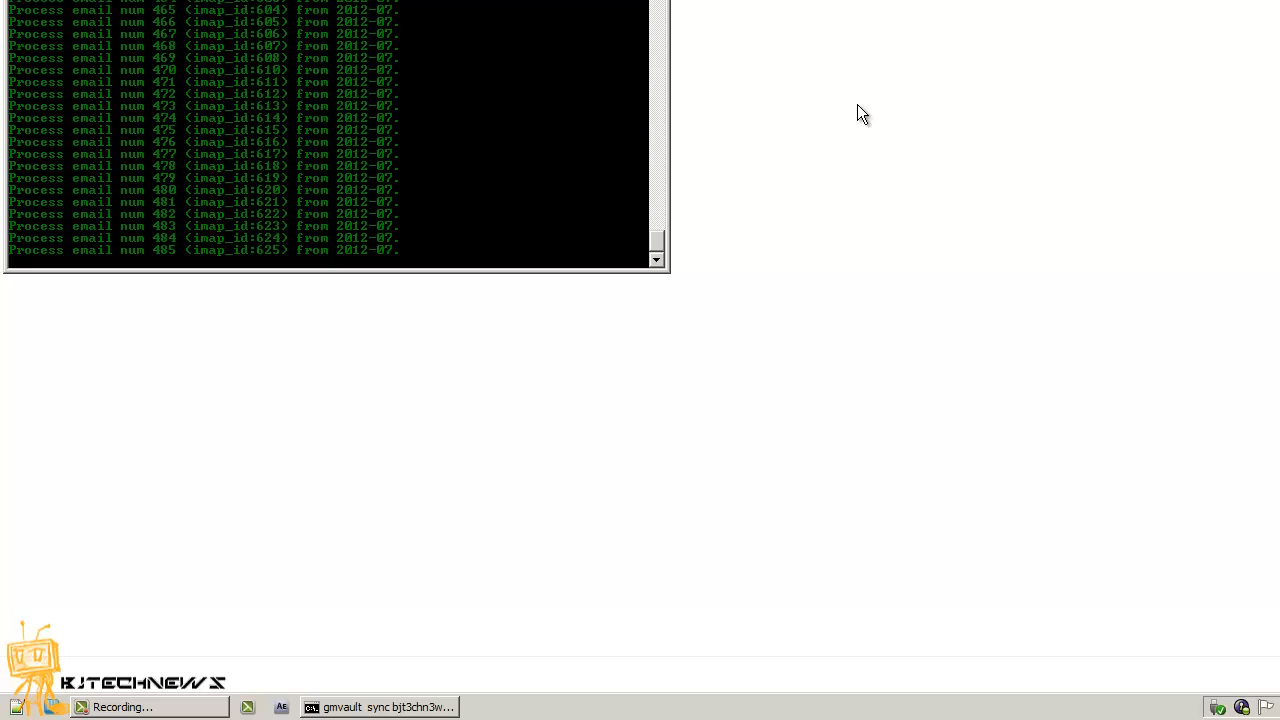 Process email num 465 (imap_id:604) from 2012-07.
Process email num 466 (imap_id:605) from 2012-07.
Process email num 467 (imap_id:606) from 2012-07.
Process email num 468 (imap_id:607) from 2012-07.
Process email num 469 (imap_id:608) from 2012-07.
Process email num 470 (imap_id:610) from 2012-07.
Process email num 471 (imap_id:611) from 2012-07.
Process email num 472 (imap_id:612) from 2012-07.
Process email num 473 (imap_id:613) from 2012-07.
Process email num 474 (imap_id:614) from 2012-07.
Process email num 475 (imap_id:615) from 2012-07.
Process email num 476 (imap_id:616) from 2012-07.
Process email num 477 (imap_id:617) from 2012-07.
Process email num 478 (imap_id:618) from 2012-07.
Process email num 479 (imap_id:619) from 2012-07.
Process email num 480 (imap_id:620) from 2012-07.
Process email num 481 (imap_id:621) from 2012-07.
Process email num 482 (imap_id:622) from 2012-07.
Process email num 483 (imap_id:623) from 2012-07.
Process email num 484 (imap_id:624) from 2012-07.
Process email num 485 (imap_id:625) from 2012-07.
BJTECHNEWS
Recording...
AE
C:\. gmvault sync bjt3chn3w...